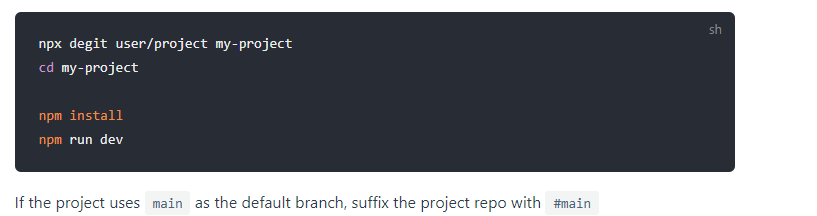 sh
npx degit user/project my-project
cd my-project
npm install
npm run dev
If the project uses main as the default branch, suffix the project repo with #main